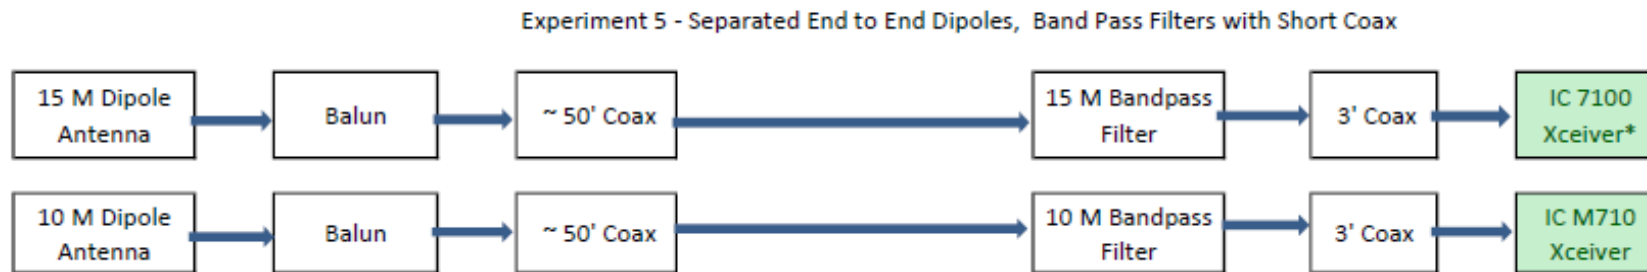 Experiment 5 - Separated End to End Dipoles, Band Pass Filters with Short Coax
15 M Dipole
Antenna
Balun
~ 50' Coax
15 M Bandpass
Filter
3' Coax
IC 7100
Xceiver*
10 M Dipole
Antenna
Balun
~ 50' Coax
10 M Bandpass
Filter
3' Coax
IC M710
Xceiver